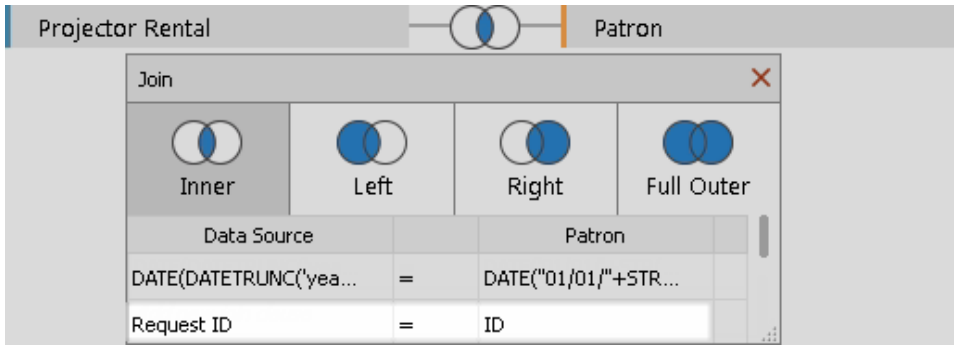 Projector Rental Patron
Join
Inner Left Right Full Outer
Data Source Patron
DATE(DATETRUNC('yea... = DATE("01/01/"+STR...
Request ID = ID